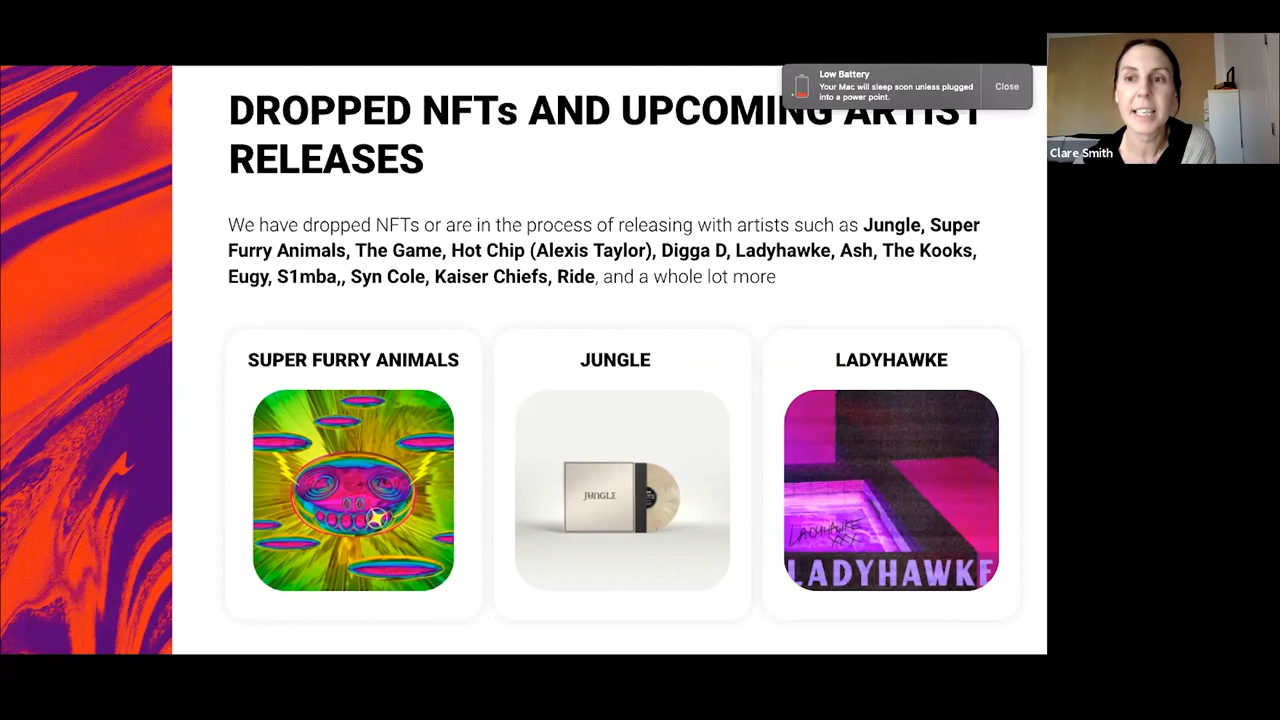 Low Battery
Your Mac will sleep soon unless plugged
into a power point.
Close
DROPPED NFTs AND UPCOMING ARTIST
RELEASES
Clare Smith
We have dropped NFTs or are in the process of releasing with artists such as Jungle, Super
Furry Animals, The Game, Hot Chip (Alexis Taylor), Digga D, Ladyhawke, Ash, The Kooks,
Eugy, S1mba,, Syn Cole, Kaiser Chiefs, Ride, and a whole lot more
SUPER FURRY ANIMALS
JUNGLE
LADYHAWKE
JUNGLE
LADYHAWKE
XXX
LADYHAWKE